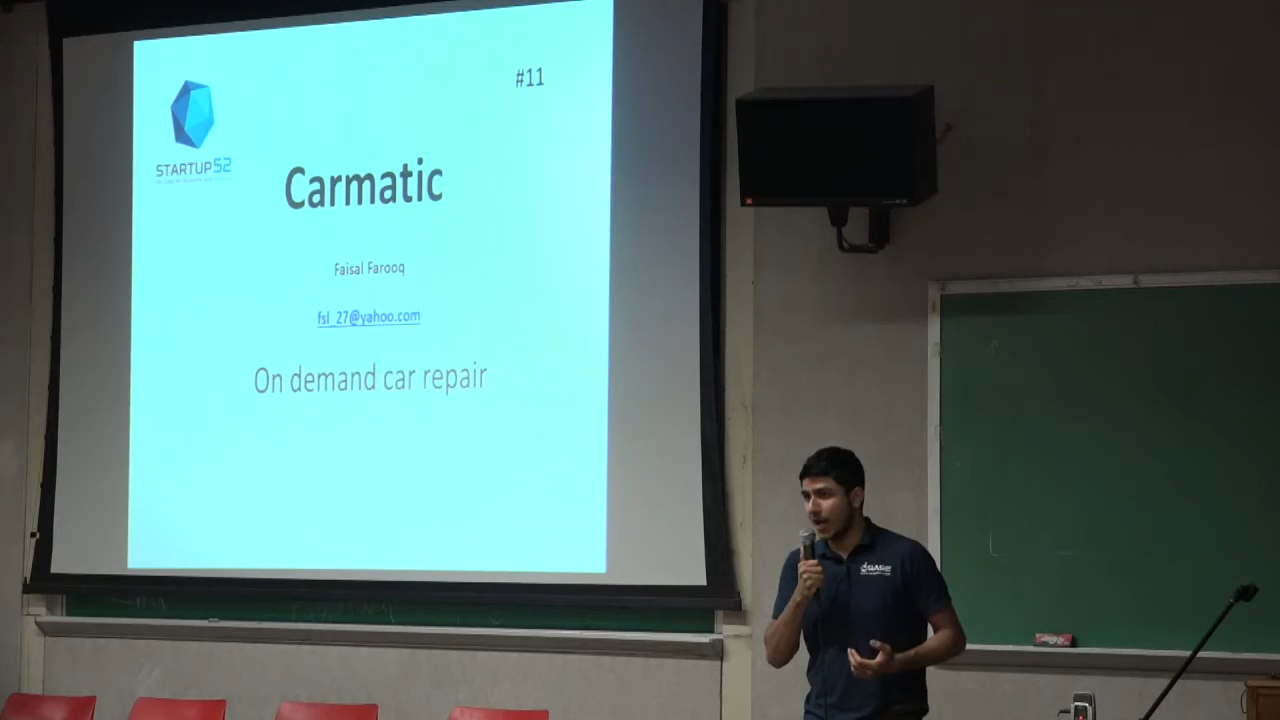 #11
STARTUP52
Carmatic
Faisal Farooq
fsl_27@yahoo.com
On demand car repair